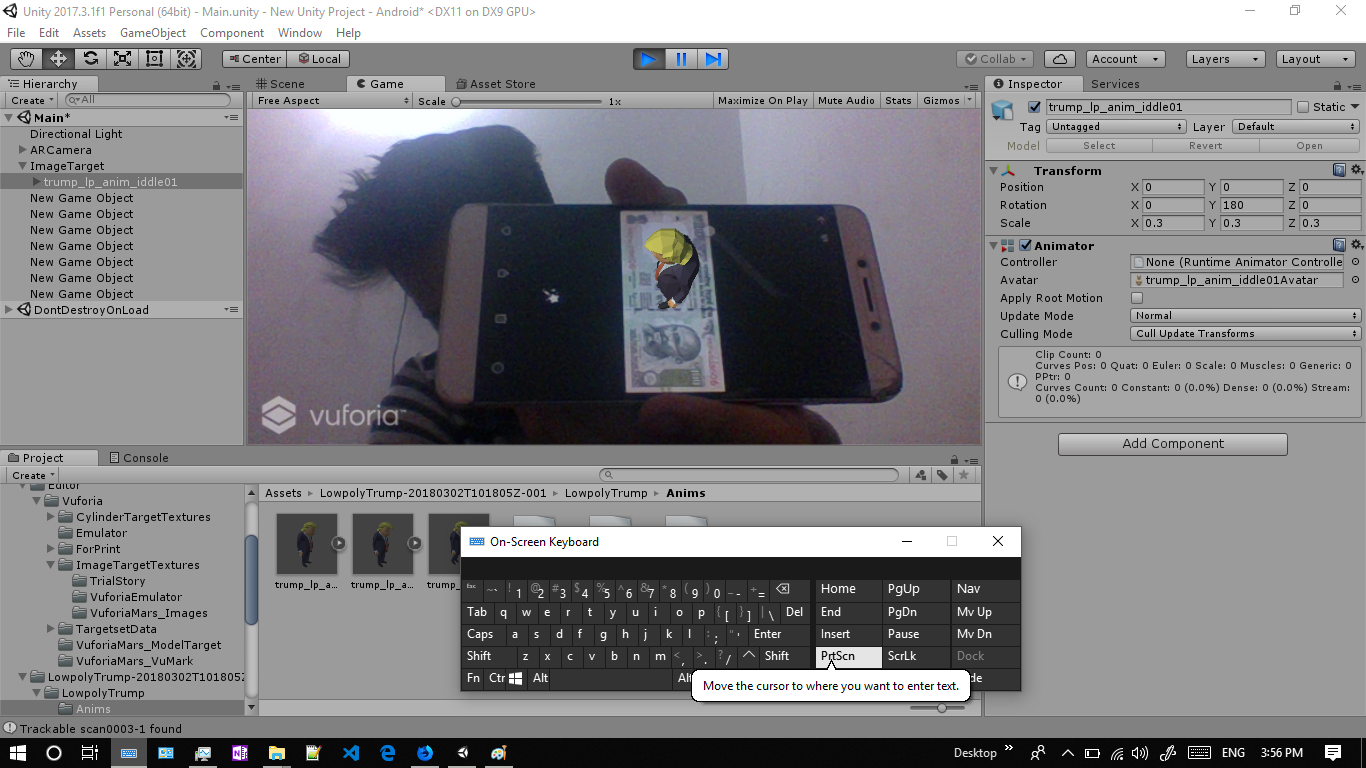 Unity 2017.3.1f1 Personal (64bit) - Main.unity - New Unity Project - Android* <DX11 on DX9 GPU>
File Edit Assets GameObject Component Window Help
Center Local Collab Account Layers Layout
Hierarchy
Create All
Main*
Directional Light
ARCamera
ImageTarget
trump_lp_anim_iddle01
New Game Object
New Game Object
New Game Object
New Game Object
New Game Object
New Game Object
New Game Object
DontDestroyOnLoad
Scene Game Asset Store
Free Aspect Scale 1x Maximize On Play Mute Audio Stats Gizmos
vuforia
Inspector Services
trump_lp_anim_iddle01 Static
Tag Untagged Layer Default
Model Select Revert Open
Transform
Position X 0 Y 0 Z 0
Rotation X 0 Y 180 Z 0
Scale X 0.3 Y 0.3 Z 0.3
Animator
Controller None (Runtime Animator Controlle
Avatar trump_lp_anim_iddle01Avatar
Apply Root Motion
Update Mode Normal
Culling Mode Cull Update Transforms
Clip Count: 0
Curves Pos: 0 Quat: 0 Euler: 0 Scale: 0 Muscles: 0 Generic: 0
PPtr: 0
Curves Count: 0 Constant: 0 (0.0%) Dense: 0 (0.0%) Stream:
0 (0.0%)
Add Component
Project Console
Create
Editor
Vuforia
CylinderTargetTextures
Emulator
ForPrint
ImageTargetTextures
TrialStory
VuforiaEmulator
VuforiaMars_Images
TargetsetData
VuforiaMars_ModelTarget
VuforiaMars_VuMark
LowpolyTrump-20180302T101805Z
LowpolyTrump
Anims
Assets LowpolyTrump-20180302T101805Z-001 LowpolyTrump Anims
trump_lp_a... trump_lp_a... trump_
On-Screen Keyboard
Esc ~ ` ! 1 @ 2 # 3 $ 4 % 5 ^ 6 & 7 * 8 ( 9 ) 0 _ - + = Home PgUp Nav
Tab q w e r t y u i o p { [ } ] | \ Del End PgDn Mv Up
Caps a s d f g h j k l : ; " ' Enter Insert Pause Mv Dn
Shift z x c v b n m < , > . ? / Shift PrtScn ScrLk Dock
Fn Ctr Alt Alt
Move the cursor to where you want to enter text.
Trackable scan0003-1 found
Desktop ENG 3:56 PM